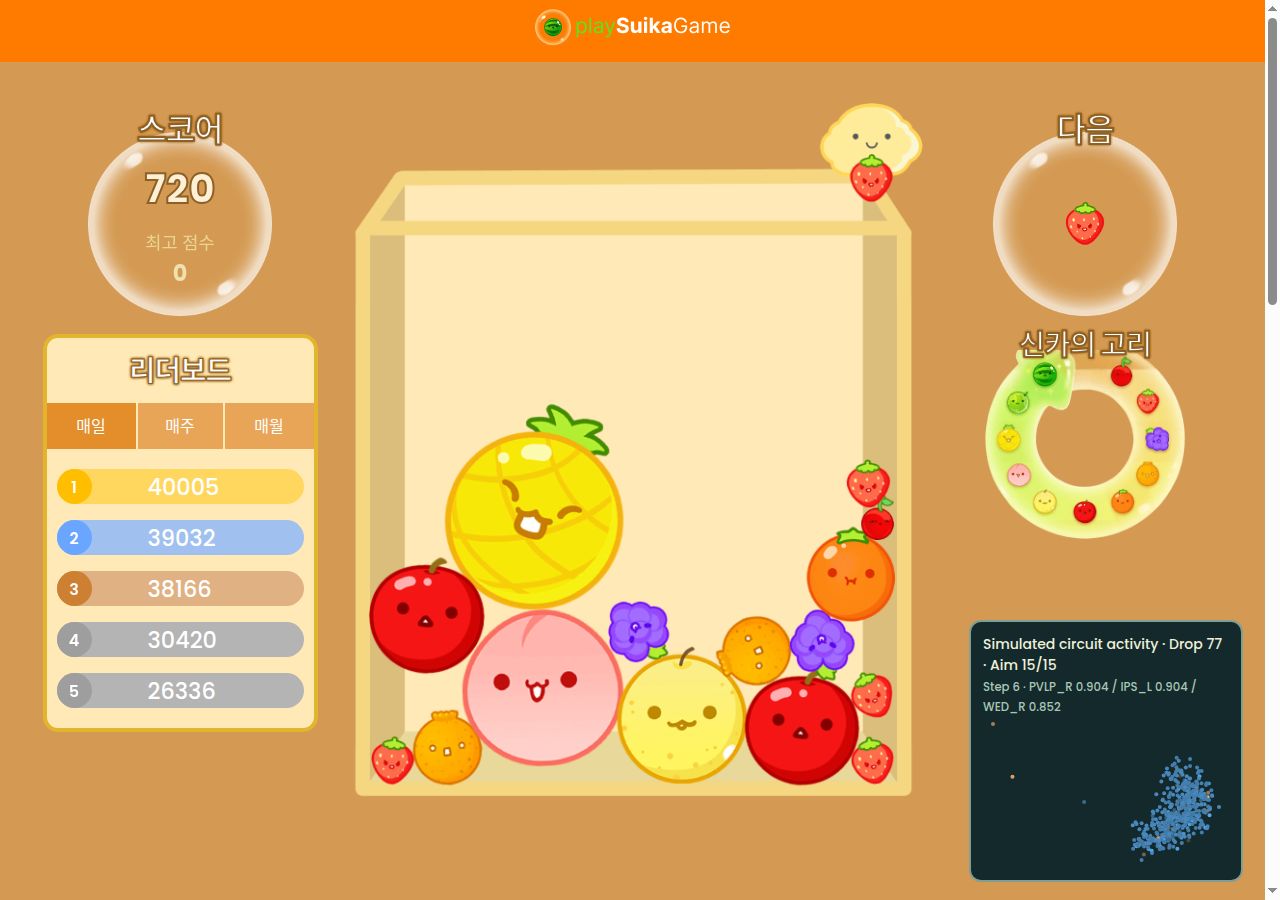 playSuikaGame
스코어
720
최고 점수
0
다음
신카의 고리
리더보드
매일 매주 매월
1 40005
2 39032
3 38166
4 30420
5 26336
Simulated circuit activity · Drop 77
· Aim 15/15
Step 6 · PVLP_R 0.904 / IPS_L 0.904 /
WED_R 0.852